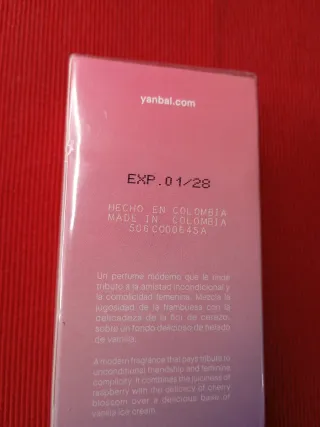 yanbal.com
EXP.01/28
HECHO EN COLOMBIA
MADE IN COLOMBIA
Un perfume moderno que le rinde
tributo a la amistad incondicional y
la complicidad femenina. Mezcla la
jugosidad de la frambuesa con la
delicadeza de la flor de cerezo,
sobre un fondo delicioso de helado
de vainilla.
A modern fragrance that pays tribute to
unconditional friendship and feminine
complicity. It combines the juiciness of
raspberry with the delicacy of cherry
blossom over a delicious base of
vanilla ice cream.